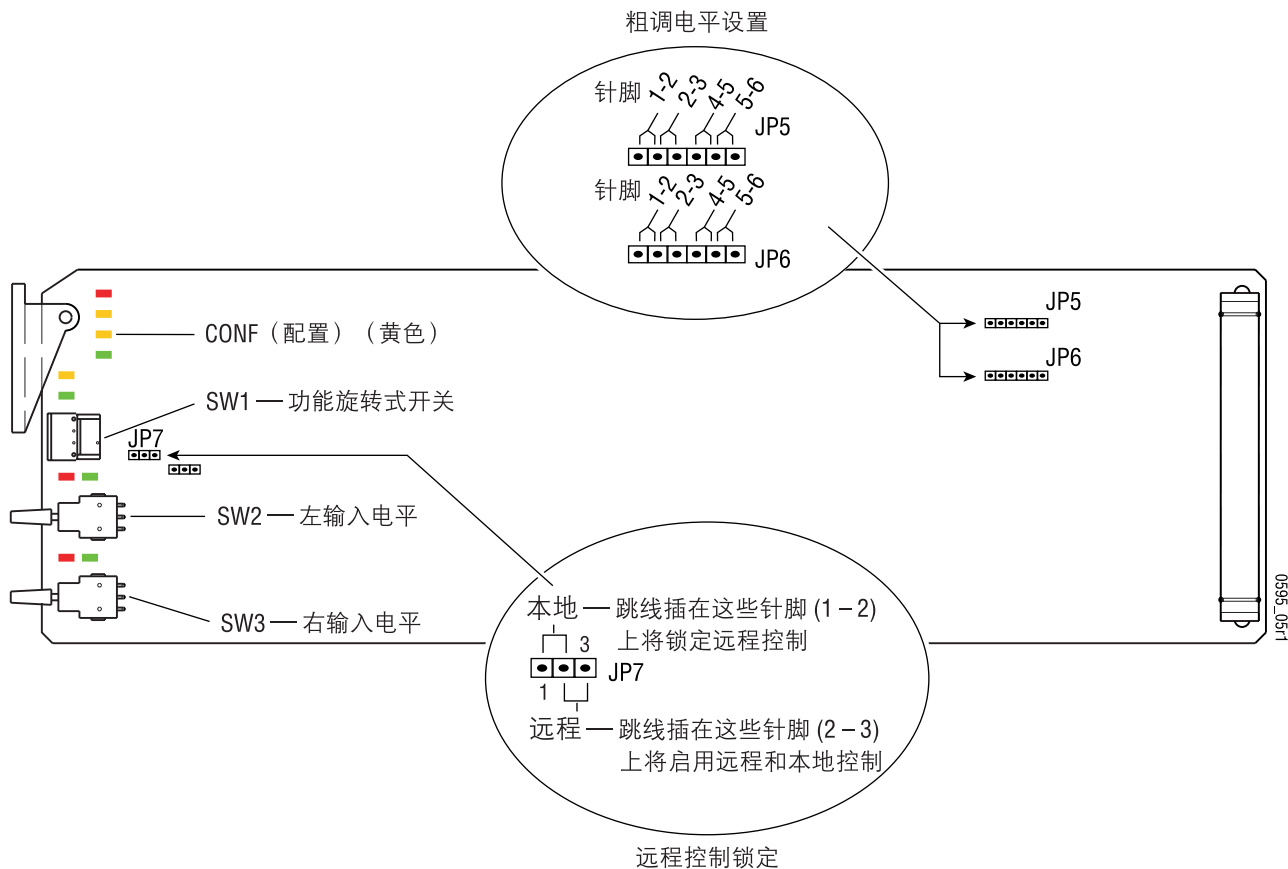 粗调电平设置
针脚 1-2 2-3 4-5 5-6
JP5
针脚 1-2 2-3 4-5 5-6
JP6
JP5
JP6
CONF（配置）（黄色）
SW1 — 功能旋转式开关
JP7
SW2 — 左输入电平
SW3 — 右输入电平
本地 — 跳线插在这些针脚 (1 – 2)
上将锁定远程控制
3
JP7
1
远程 — 跳线插在这些针脚 (2 – 3)
上将启用远程和本地控制
远程控制锁定
0595_05r1